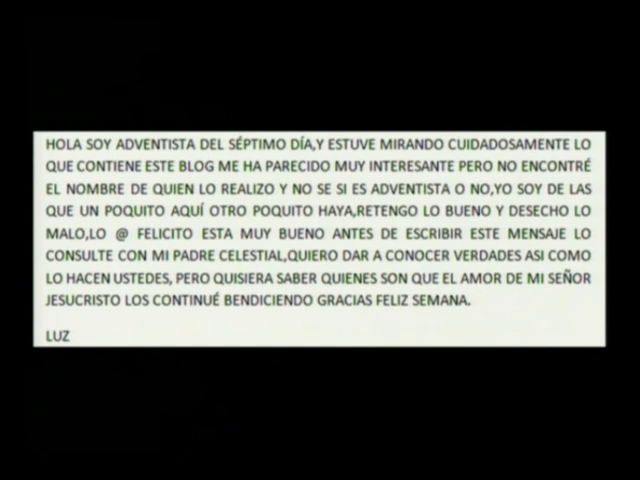 HOLA SOY ADVENTISTA DEL SÉPTIMO DÍA,Y ESTUVE MIRANDO CUIDADOSAMENTE LO
QUE CONTIENE ESTE BLOG ME HA PARECIDO MUY INTERESANTE PERO NO ENCONTRÉ
EL NOMBRE DE QUIEN LO REALIZO Y NO SE SI ES ADVENTISTA O NO,YO SOY DE LAS
QUE UN POQUITO AQUÍ OTRO POQUITO HAYA,RETENGO LO BUENO Y DESECHO LO
MALO,LO @ FELICITO ESTA MUY BUENO ANTES DE ESCRIBIR ESTE MENSAJE LO
CONSULTE CON MI PADRE CELESTIAL,QUIERO DAR A CONOCER VERDADES ASI COMO
LO HACEN USTEDES, PERO QUISIERA SABER QUIENES SON QUE EL AMOR DE MI SEÑOR
JESUCRISTO LOS CONTINUÉ BENDICIENDO GRACIAS FELIZ SEMANA.
LUZ